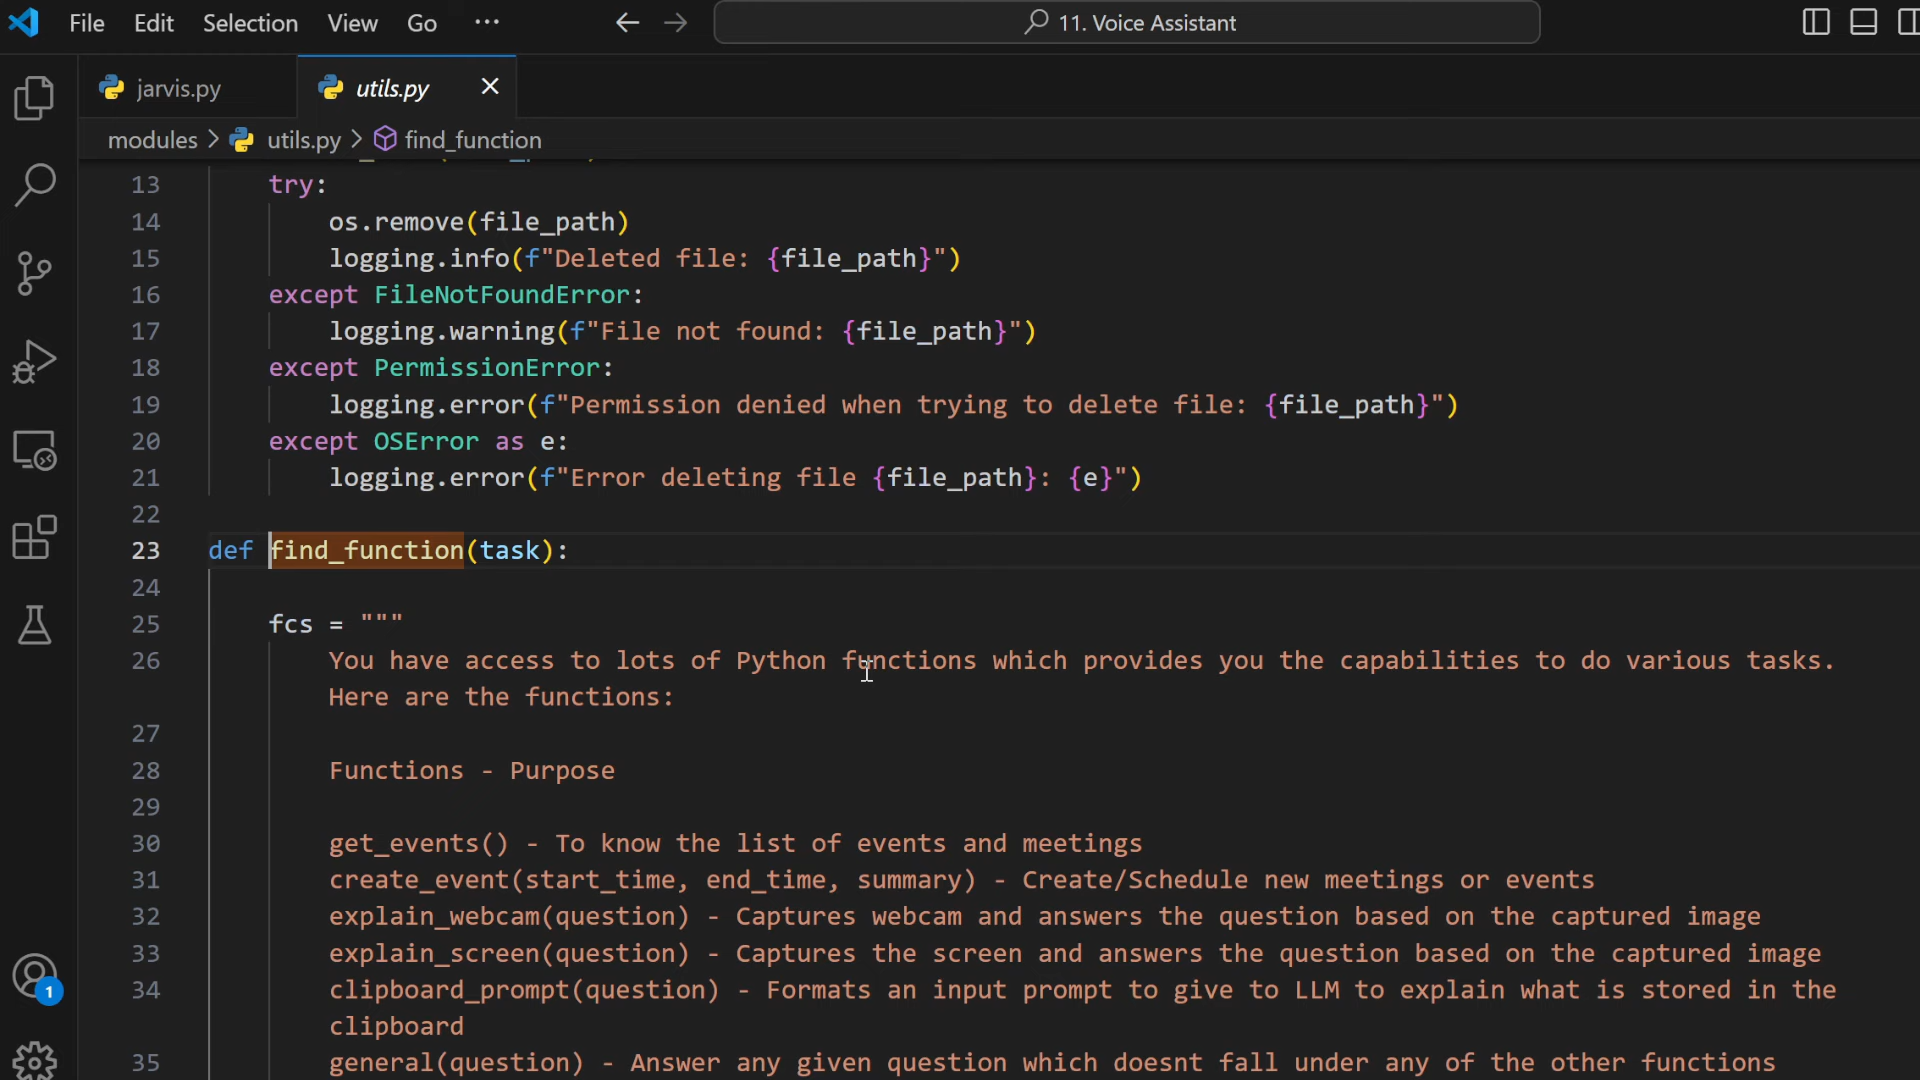 File Edit Selection View Go ··· ← → 11. Voice Assistant
jarvis.py utils.py ×
modules > utils.py > find_function
13 try:
14 os.remove(file_path)
15 logging.info(f"Deleted file: {file_path}")
16 except FileNotFoundError:
17 logging.warning(f"File not found: {file_path}")
18 except PermissionError:
19 logging.error(f"Permission denied when trying to delete file: {file_path}")
20 except OSError as e:
21 logging.error(f"Error deleting file {file_path}: {e}")
22
23 def find_function(task):
24
25 fcs = """
26 You have access to lots of Python functions which provides you the capabilities to do various tasks.
Here are the functions:
27
28 Functions - Purpose
29
30 get_events() - To know the list of events and meetings
31 create_event(start_time, end_time, summary) - Create/Schedule new meetings or events
32 explain_webcam(question) - Captures webcam and answers the question based on the captured image
33 explain_screen(question) - Captures the screen and answers the question based on the captured image
34 clipboard_prompt(question) - Formats an input prompt to give to LLM to explain what is stored in the
clipboard
1
35 general(question) - Answer any given question which doesnt fall under any of the other functions